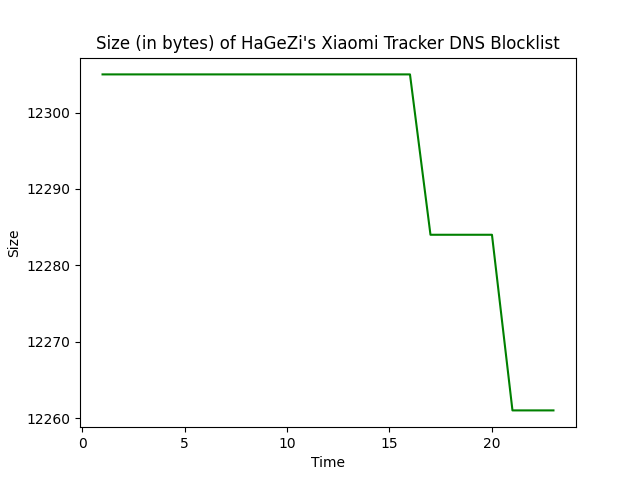 Size (in bytes) of HaGeZi's Xiaomi Tracker DNS Blocklist
12300
12290
12280
12270
12260
Size
0 5 10 15 20
Time